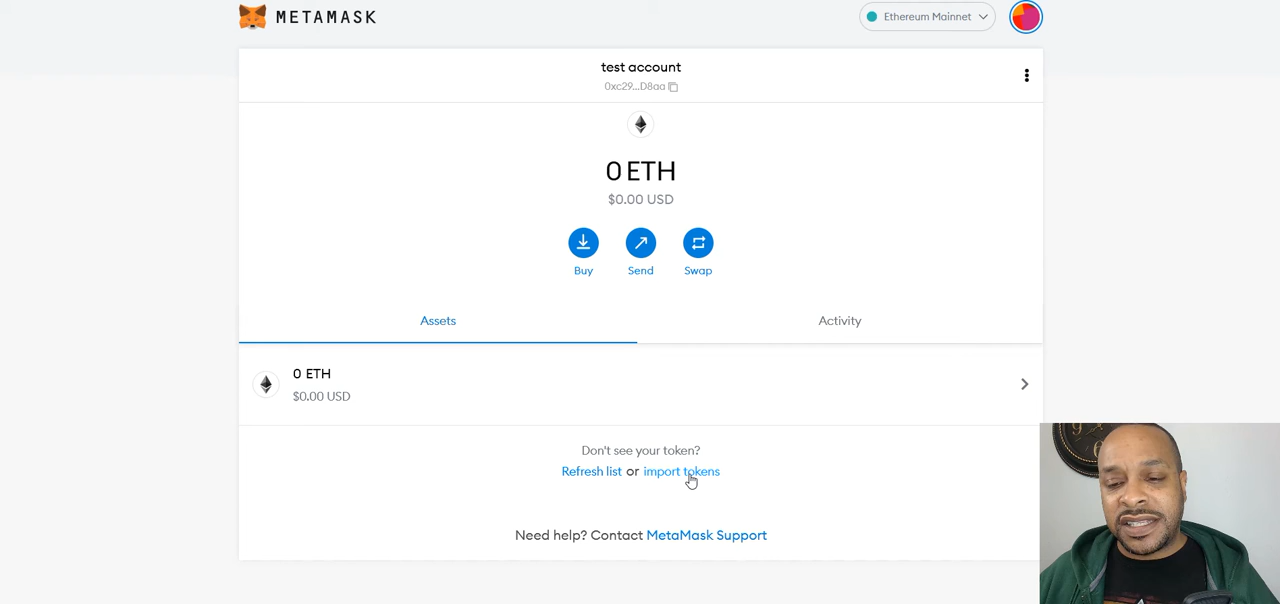 METAMASK
Ethereum Mainnet
test account
0xc29...D8aa
0 ETH
$0.00 USD
Buy
Send
Swap
Assets
Activity
0 ETH
$0.00 USD
Don't see your token?
Refresh list or import tokens
Need help? Contact MetaMask Support